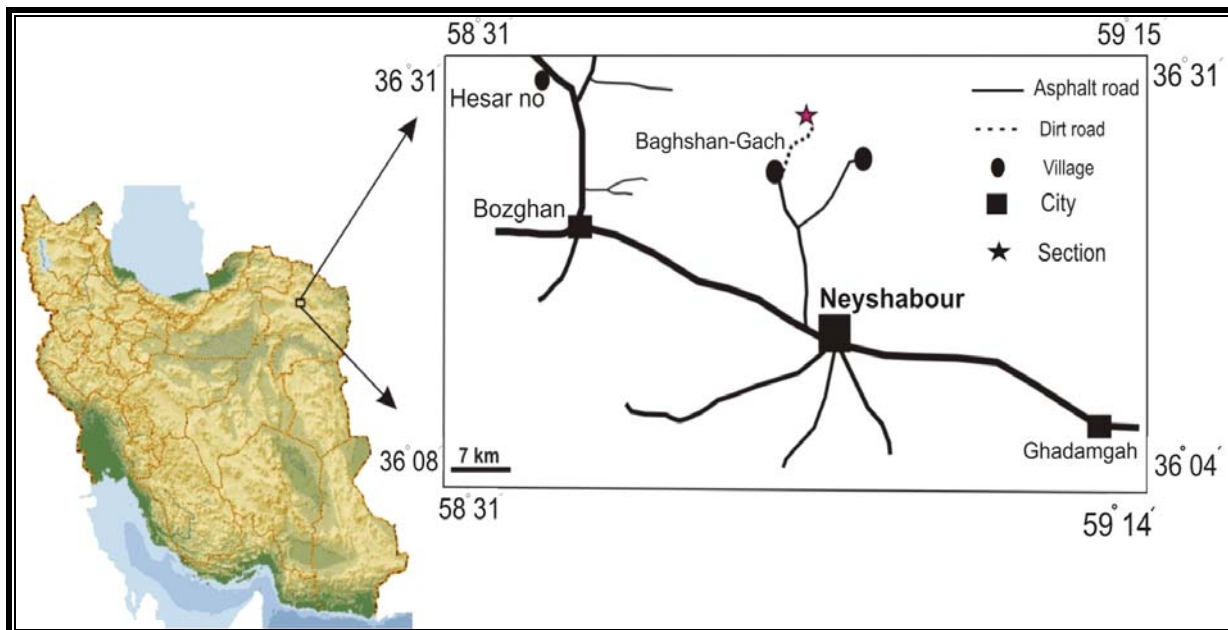 58° 31
59° 15´
36° 31´
36° 31´
Hesar no
Asphalt road
Baghshan-Gach
Dirt road
Village
Bozghan
City
Section
Neyshabour
Ghadamgah
36° 08´
7 km
36° 04´
58° 31´
59° 14´